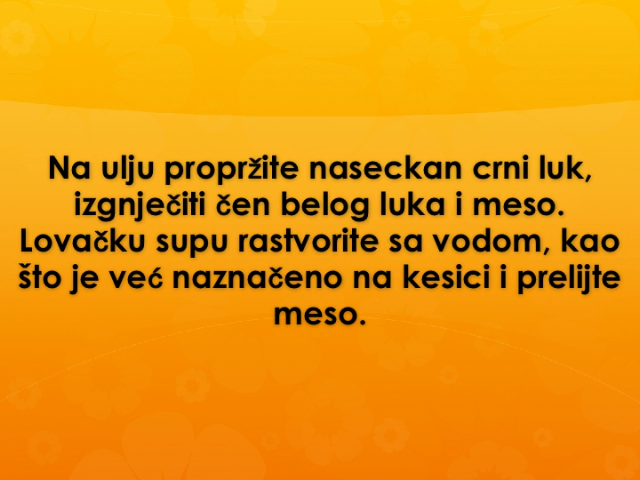 Na ulju propržite naseckan crni luk,
izgnječiti čen belog luka i meso.
Lovačku supu rastvorite sa vodom, kao
što je već naznačeno na kesici i prelijte
meso.